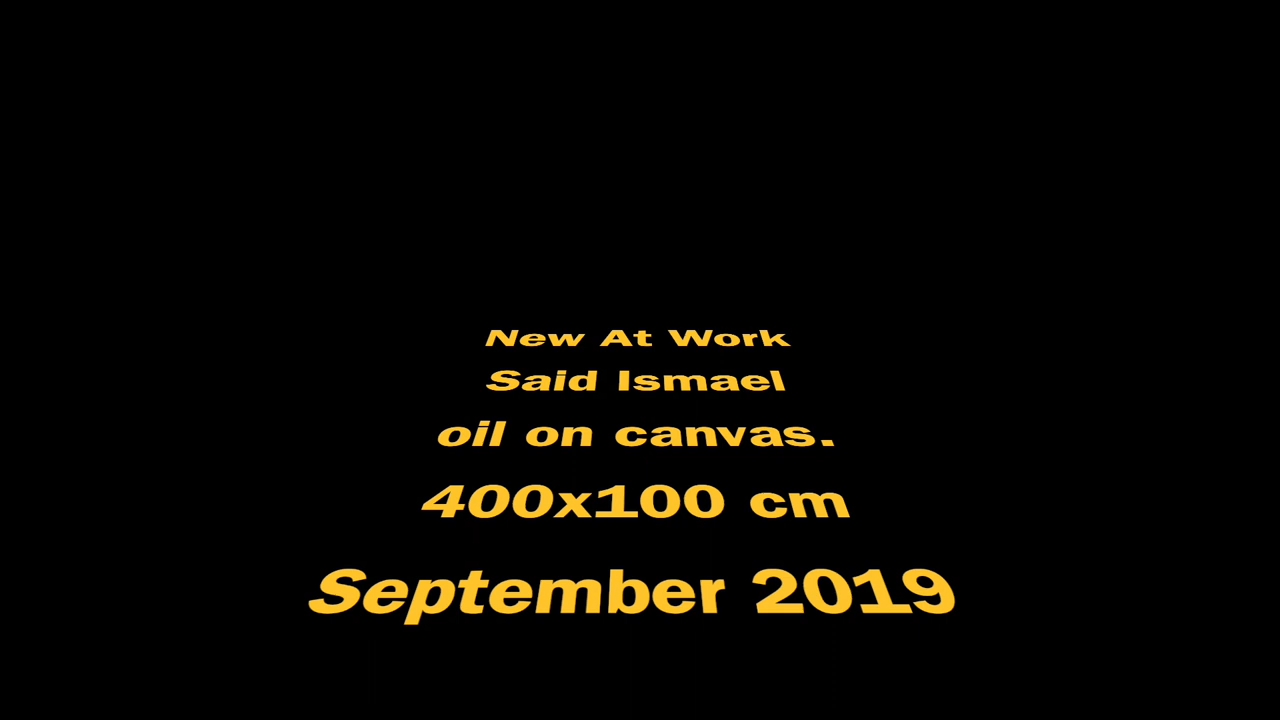 New At Work
Said Ismael
oil on canvas.
400x100 cm
September 2019